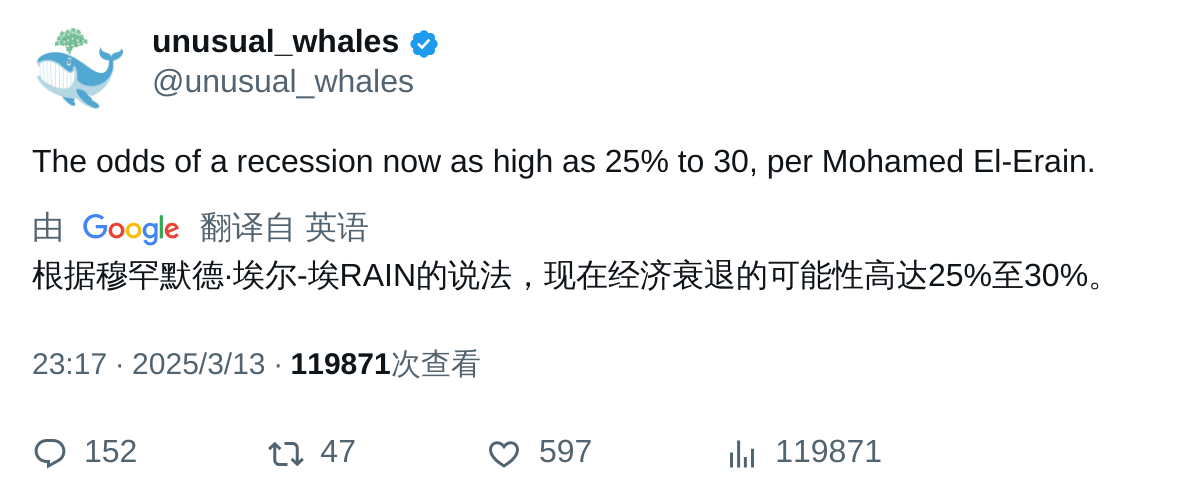 unusual_whales
@unusual_whales
The odds of a recession now as high as 25% to 30, per Mohamed El-Erain.
由 Google 翻译自 英语
根据穆罕默德·埃尔-埃RAIN的说法，现在经济衰退的可能性高达25%至30%。
23:17 · 2025/3/13 · 119871次查看
152 47 597 119871